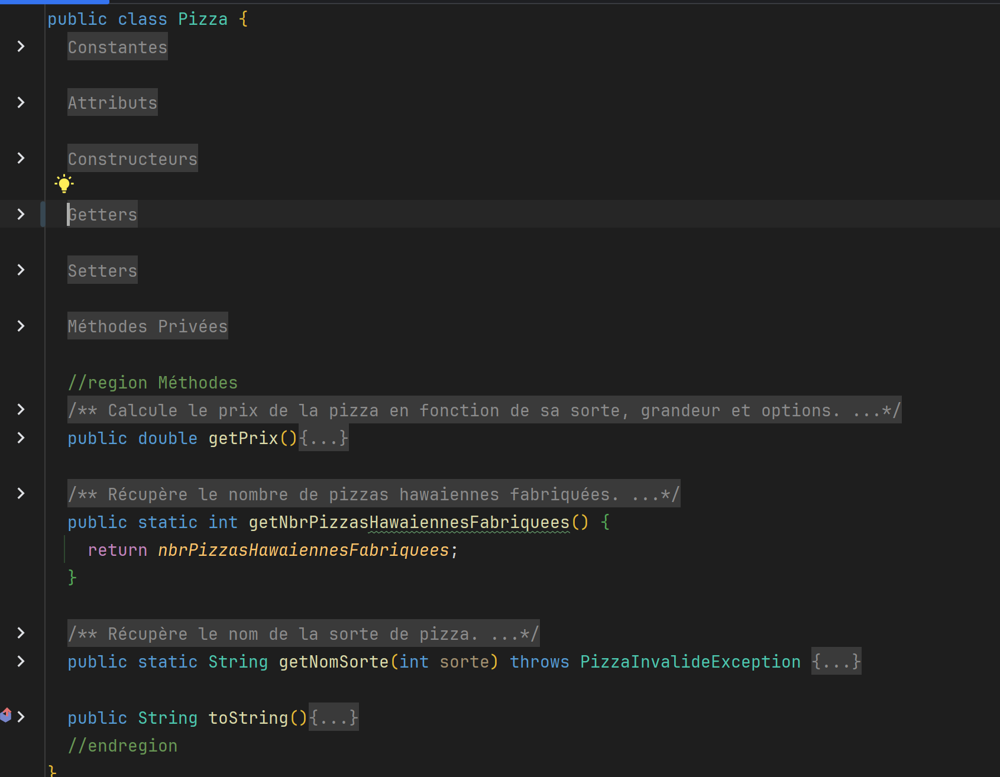 public class Pizza {
Constantes
Attributs
Constructeurs
Getters
Setters
Méthodes Privées
//region Méthodes
/** Calcule le prix de la pizza en fonction de sa sorte, grandeur et options. ...*/
public double getPrix(){...}
/** Récupère le nombre de pizzas hawaiennes fabriquées. ...*/
public static int getNbrPizzasHawaiennesFabriquees() {
return nbrPizzasHawaiennesFabriquees;
}
/** Récupère le nom de la sorte de pizza. ...*/
public static String getNomSorte(int sorte) throws PizzaInvalideException {...}
public String toString(){...}
//endregion
}